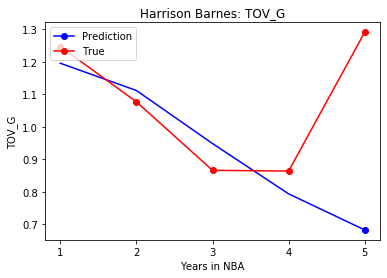 Harrison Barnes: TOV_G
Prediction
True
1.3
1.2
1.1
1.0
0.9
0.8
0.7
TOV_G
1 2 3 4 5
Years in NBA